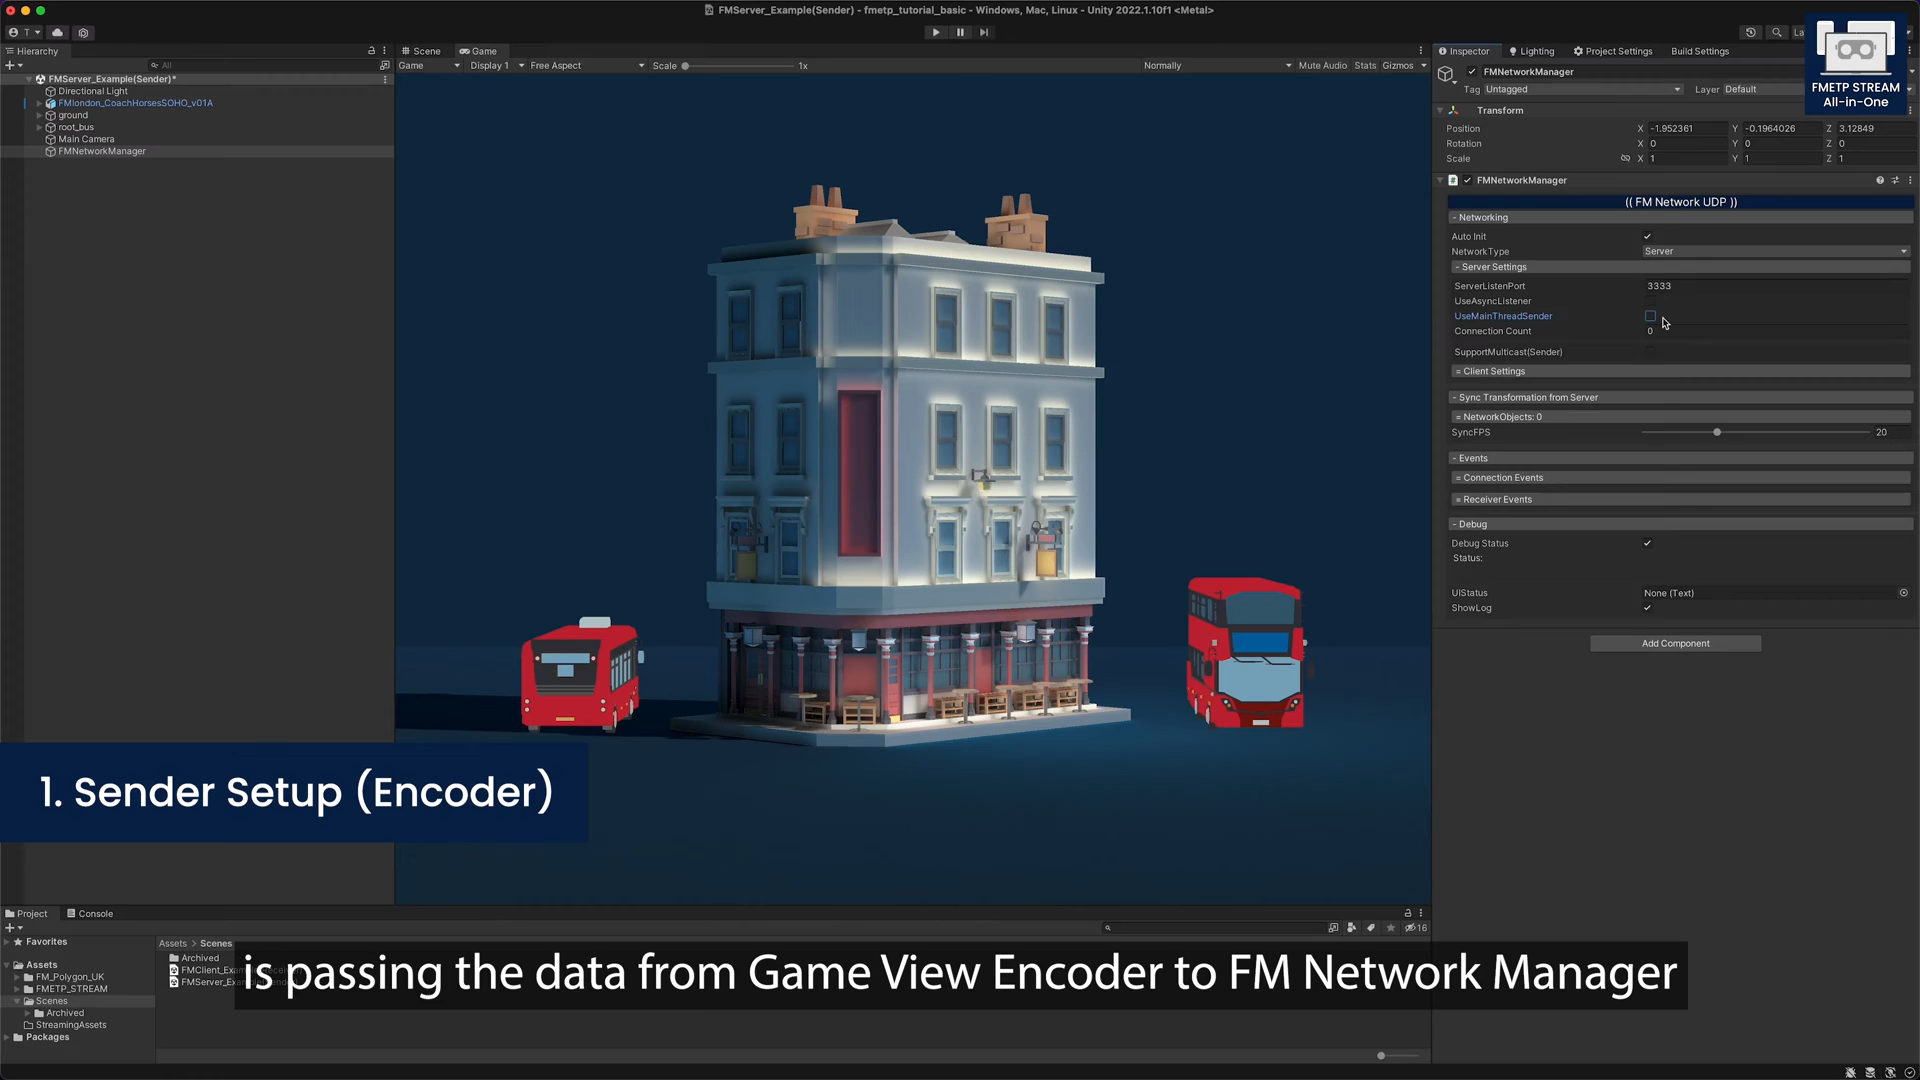 FMServer_Example(Sender) - fmetp_tutorial_basic - Windows, Mac, Linux - Unity 2022.1.10f1 <Metal>
T
Hierarchy
All
FMServer_Example(Sender)*
Directional Light
FMlondon_CoachHorsesSOHO_v01A
ground
root_bus
Main Camera
FMNetworkManager
Scene
Game
Game
Display 1
Free Aspect
Scale
1x
Normally
Mute Audio
Stats
Gizmos
Inspector
Lighting
Project Settings
Build Settings
FMNetworkManager
Tag Untagged
Layer Default
FMETP STREAM
All-in-One
Transform
Position X -1.952361 Y -0.1964026 Z 3.12849
Rotation X 0 Y 0 Z 0
Scale X 1 Y 1 Z 1
FMNetworkManager
(( FM Network UDP ))
- Networking
Auto Init
NetworkType Server
- Server Settings
ServerListenPort 3333
UseAsyncListener
UseMainThreadSender
Connection Count 0
SupportMulticast(Sender)
= Client Settings
- Sync Transformation from Server
= NetworkObjects: 0
SyncFPS 20
- Events
= Connection Events
= Receiver Events
- Debug
Debug Status
Status:
UIStatus None (Text)
ShowLog
Add Component
1. Sender Setup (Encoder)
Project
Console
16
Favorites
Assets
FM_Polygon_UK
FMETP_STREAM
Scenes
Archived
StreamingAssets
Packages
Assets > Scenes
Archived
is passing the data from Game View Encoder to FM Network Manager